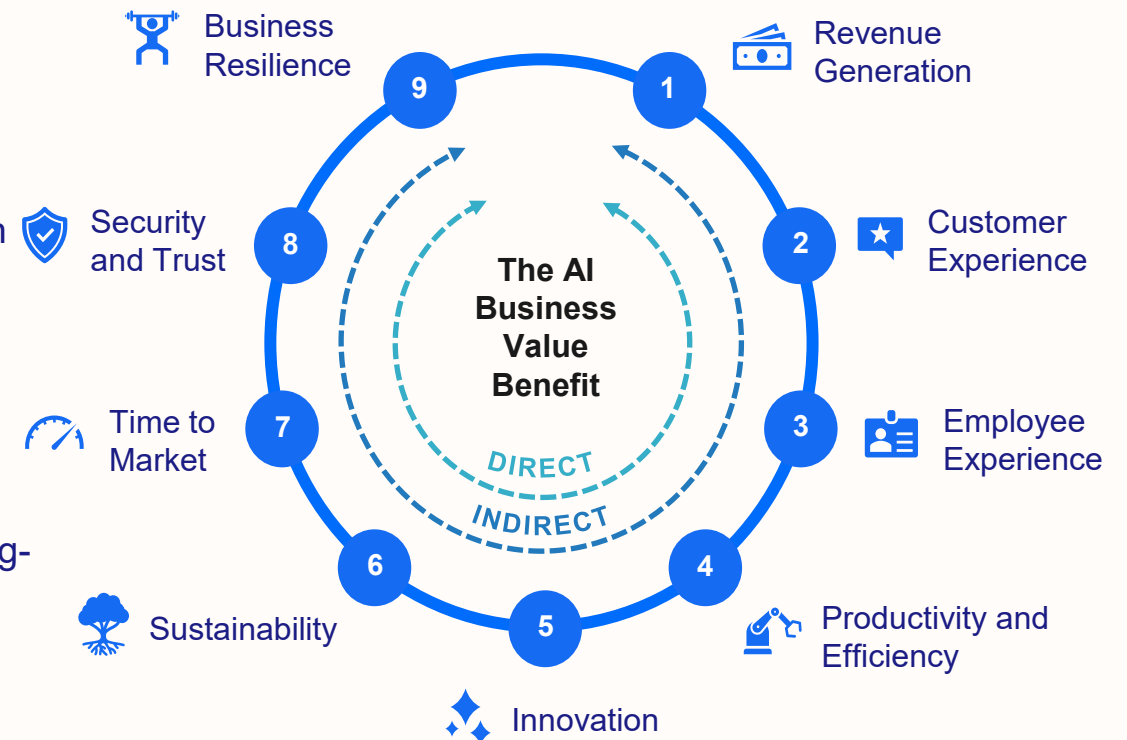 Business
Resilience
9
1
Revenue
Generation
n
Security
and Trust
8
2
Customer
Experience
The AI
Business
Value
Benefit
Time to
Market
7
3
Employee
Experience
DIRECT
INDIRECT
g-
6
4
Sustainability
5
Productivity and
Efficiency
Innovation